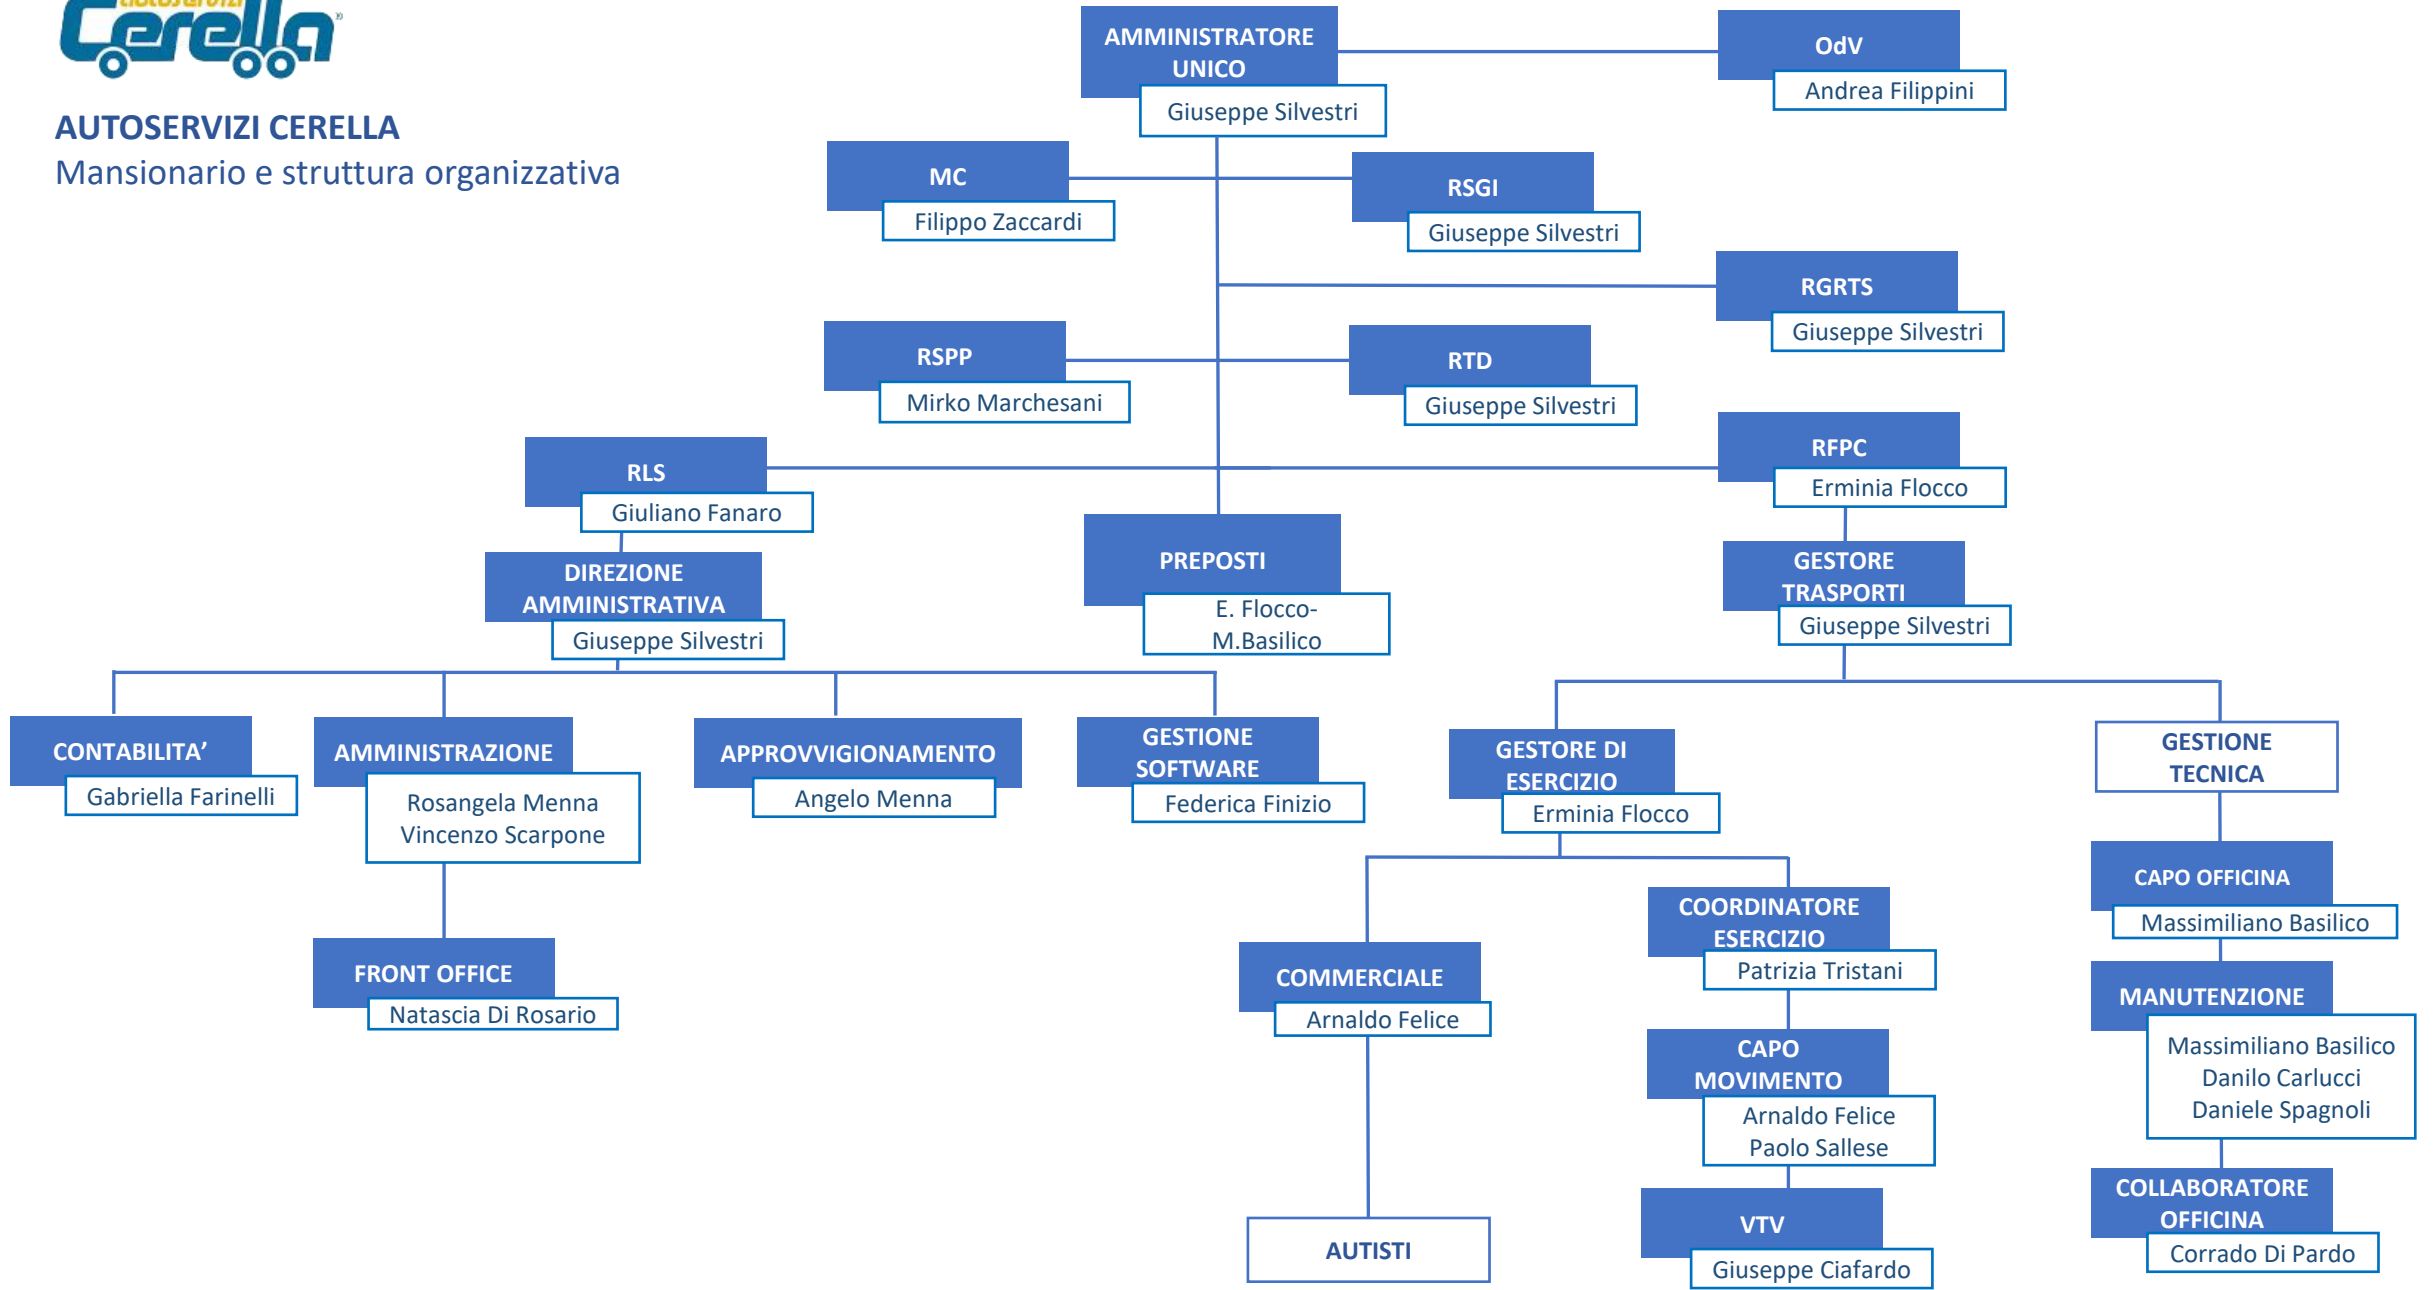 autoservizi
Cerella
AUTOSERVIZI CERELLA
Mansionario e struttura organizzativa
AMMINISTRATORE
UNICO
Giuseppe Silvestri
OdV
Andrea Filippini
MC
Filippo Zaccardi
RSGI
Giuseppe Silvestri
RGRTS
Giuseppe Silvestri
RSPP
Mirko Marchesani
RTD
Giuseppe Silvestri
RLS
Giuliano Fanaro
RFPC
Erminia Flocco
DIREZIONE
AMMINISTRATIVA
Giuseppe Silvestri
PREPOSTI
E. Flocco-
M.Basilico
GESTORE
TRASPORTI
Giuseppe Silvestri
CONTABILITA’
Gabriella Farinelli
AMMINISTRAZIONE
Rosangela Menna
Vincenzo Scarpone
APPROVVIGIONAMENTO
Angelo Menna
GESTIONE
SOFTWARE
Federica Finizio
GESTORE DI
ESERCIZIO
Erminia Flocco
GESTIONE
TECNICA
FRONT OFFICE
Natascia Di Rosario
COMMERCIALE
Arnaldo Felice
AUTISTI
COORDINATORE
ESERCIZIO
Patrizia Tristani
CAPO
MOVIMENTO
Arnaldo Felice
Paolo Sallese
VTV
Giuseppe Ciafardo
CAPO OFFICINA
Massimiliano Basilico
MANUTENZIONE
Massimiliano Basilico
Danilo Carlucci
Daniele Spagnoli
COLLABORATORE
OFFICINA
Corrado Di Pardo